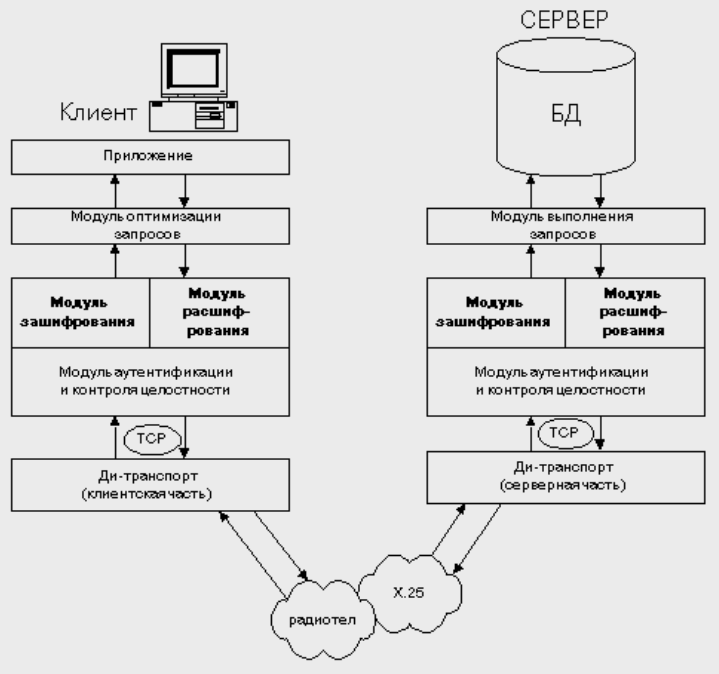 СЕРВЕР
Клиент
БД
Приложение
Модуль оптимизации
запросов
Модуль выполнения
запросов
Модуль
зашифрования
Модуль
расшиф-
рования
Модуль
зашифрования
Модуль
расшиф-
рования
Модуль аутентификации
и контроля целостности
Модуль аутентификации
и контроля целостности
TCP
TCP
Ди-транспорт
(клиентская часть)
Ди-транспорт
(серверная часть)
X.25
радиотел